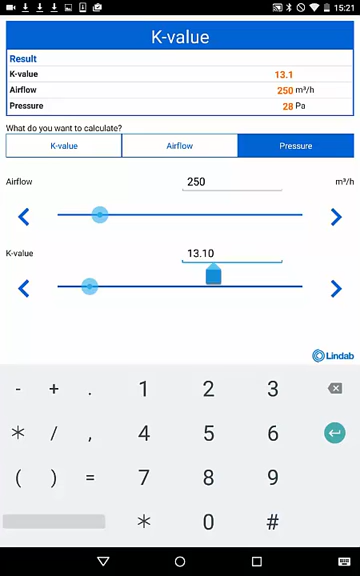 15:21
K-value
Result
K-value 13.1
Airflow 250 m³/h
Pressure 28 Pa
What do you want to calculate?
K-value Airflow Pressure
Airflow 250 m³/h
K-value 13.10
Lindab
- + . 1 2 3
* / , 4 5 6
( ) = 7 8 9
* 0 #